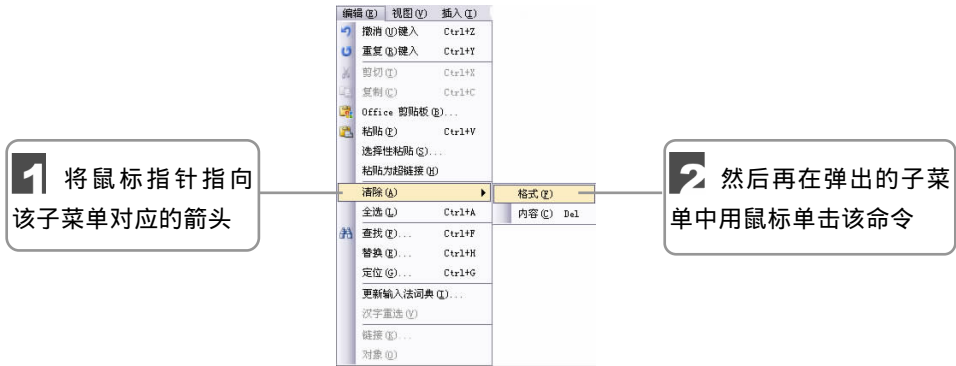 编辑(E) 视图(V) 插入(I)
撤消(U)键入 Ctrl+Z
重复(R)键入 Ctrl+Y
剪切(T) Ctrl+X
复制(C) Ctrl+C
Office 剪贴板(B)...
粘贴(P) Ctrl+V
选择性粘贴(S)...
粘贴为超链接(H)
清除(A)
格式(F)
内容(C) Del
全选(L) Ctrl+A
查找(F)... Ctrl+F
替换(E)... Ctrl+H
定位(G)... Ctrl+G
更新输入法词典(I)...
汉字重选(V)
链接(K)...
对象(O)
1 将鼠标指针指向
该子菜单对应的箭头
2 然后再在弹出的子菜
单中用鼠标单击该命令